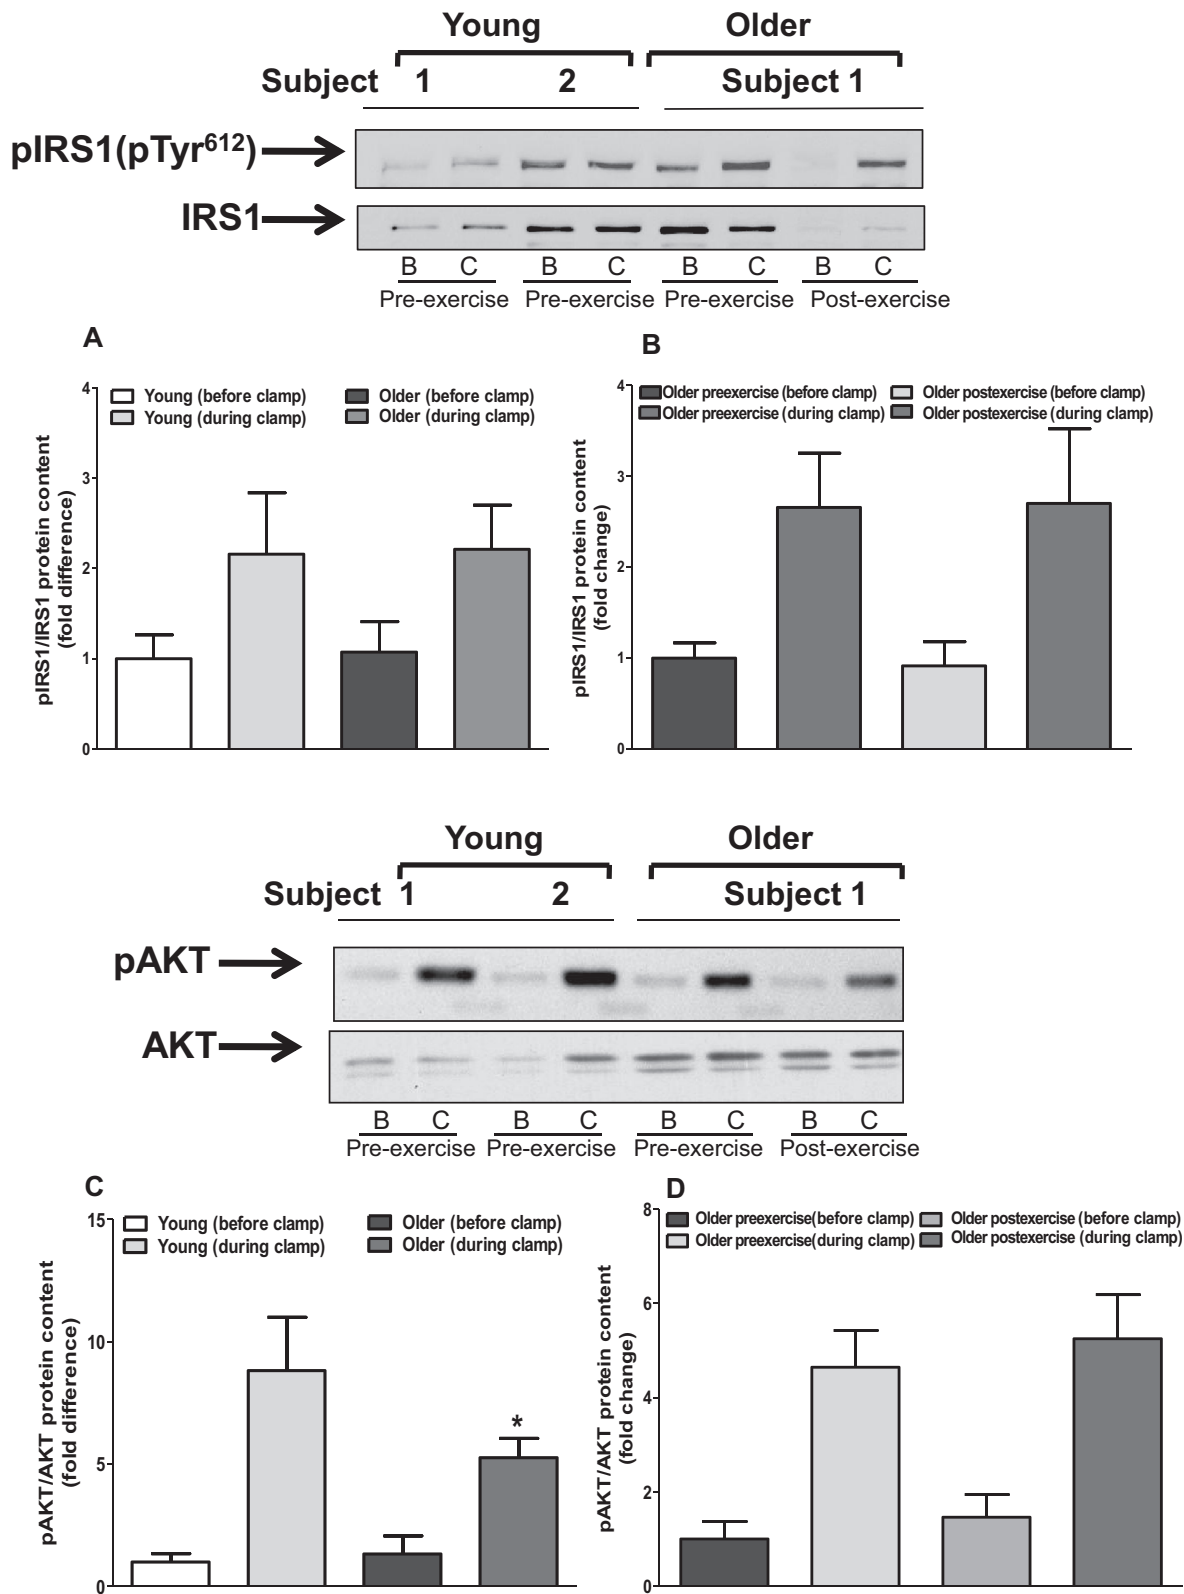 Young Older
Subject 1 2 Subject 1
pIRS1(pTyr612)
IRS1
B C B C B C B C
Pre-exercise Pre-exercise Pre-exercise Post-exercise
A
4
3
2
1
0
pIRS1/IRS1 protein content
(fold difference)
Young (before clamp) Older (before clamp)
Young (during clamp) Older (during clamp)
B
4
3
2
1
0
pIRS1/IRS1 protein content
(fold change)
Older preexercise (before clamp) Older postexercise (before clamp)
Older preexercise (during clamp) Older postexercise (during clamp)
Young Older
Subject 1 2 Subject 1
pAKT
AKT
B C B C B C B C
Pre-exercise Pre-exercise Pre-exercise Post-exercise
C
15
10
5
0
pAKT/AKT protein content
(fold difference)
Young (before clamp) Older (before clamp)
Young (during clamp) Older (during clamp)
*
D
8
6
4
2
0
pAKT/AKT protein content
(fold change)
Older preexercise(before clamp) Older postexercise (before clamp)
Older preexercise(during clamp) Older postexercise (during clamp)